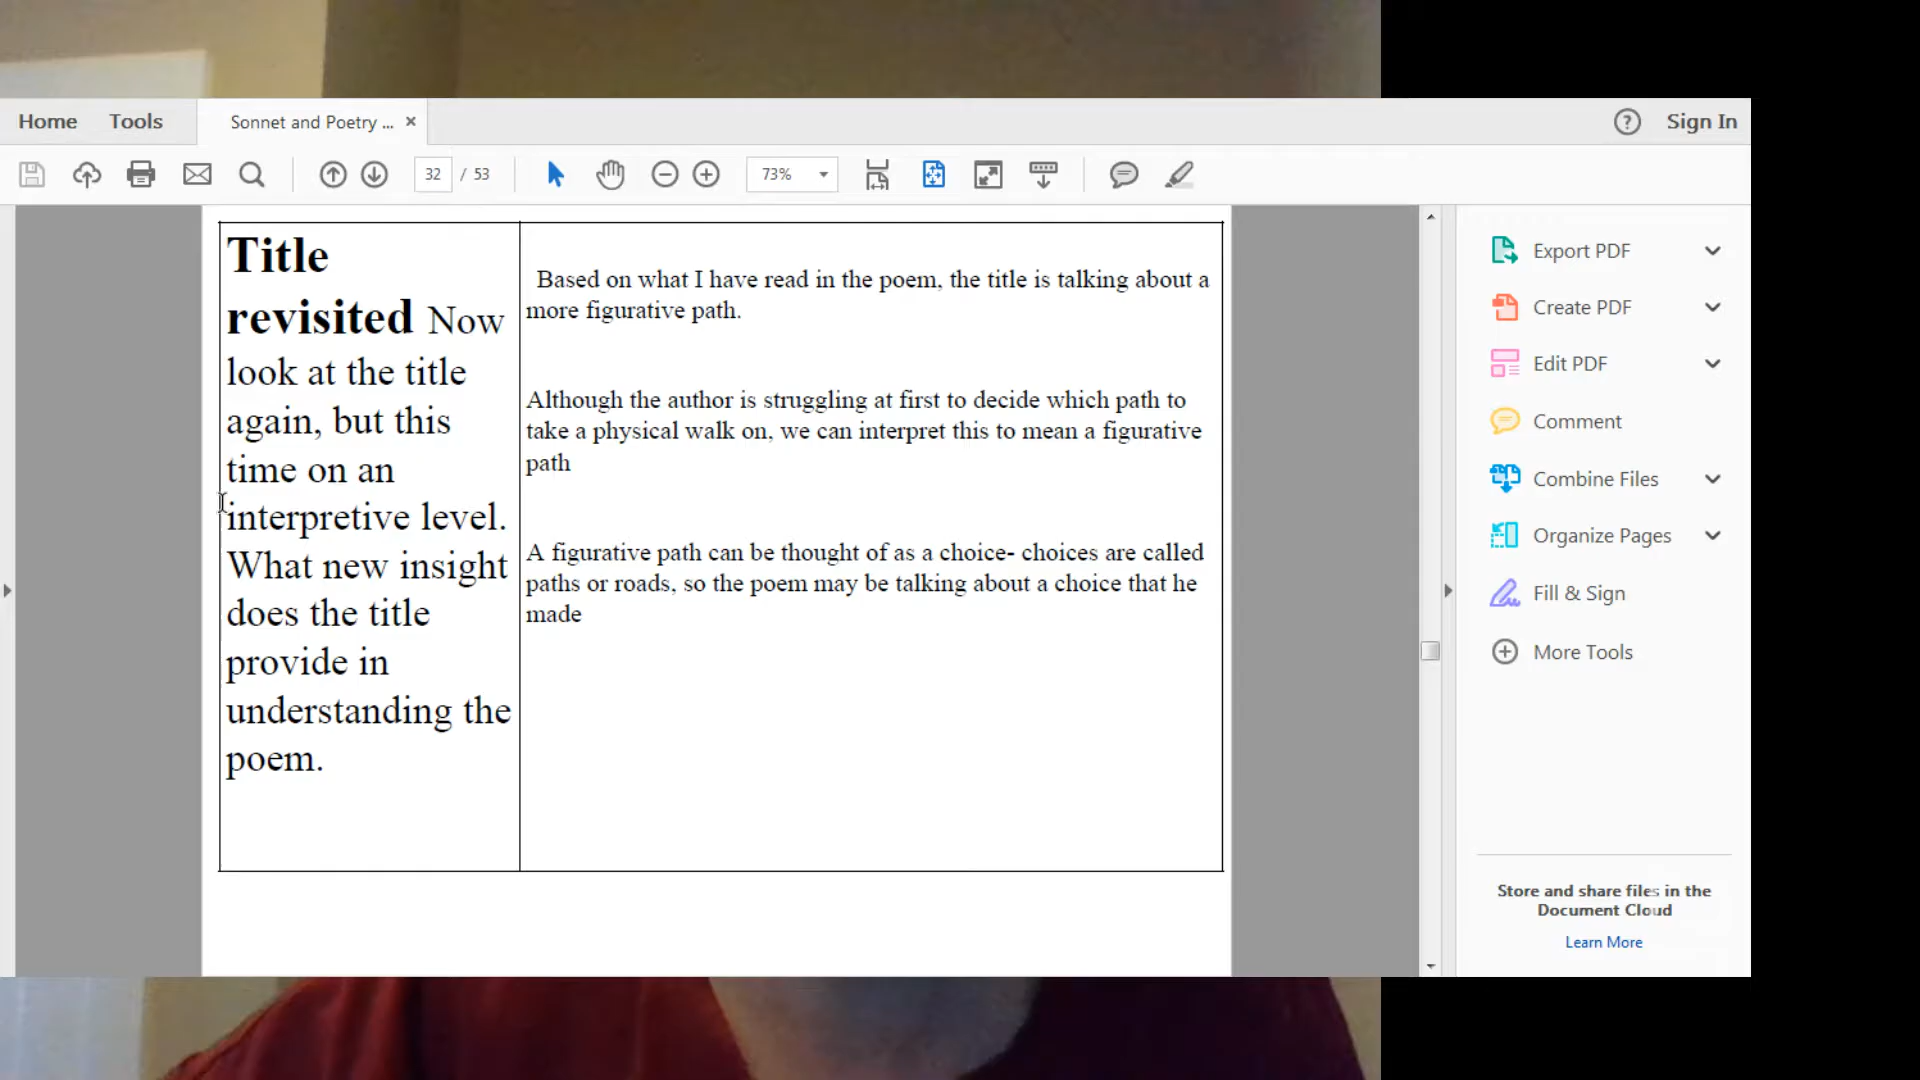 Home Tools Sonnet and Poetry ... × ? Sign In
32 / 53 73%
Title
revisited Now
look at the title
again, but this
time on an
interpretive level.
What new insight
does the title
provide in
understanding the
poem.
Based on what I have read in the poem, the title is talking about a
more figurative path.
Although the author is struggling at first to decide which path to
take a physical walk on, we can interpret this to mean a figurative
path
A figurative path can be thought of as a choice- choices are called
paths or roads, so the poem may be talking about a choice that he
made
Export PDF
Create PDF
Edit PDF
Comment
Combine Files
Organize Pages
Fill & Sign
More Tools
Store and share files in the
Document Cloud
Learn More